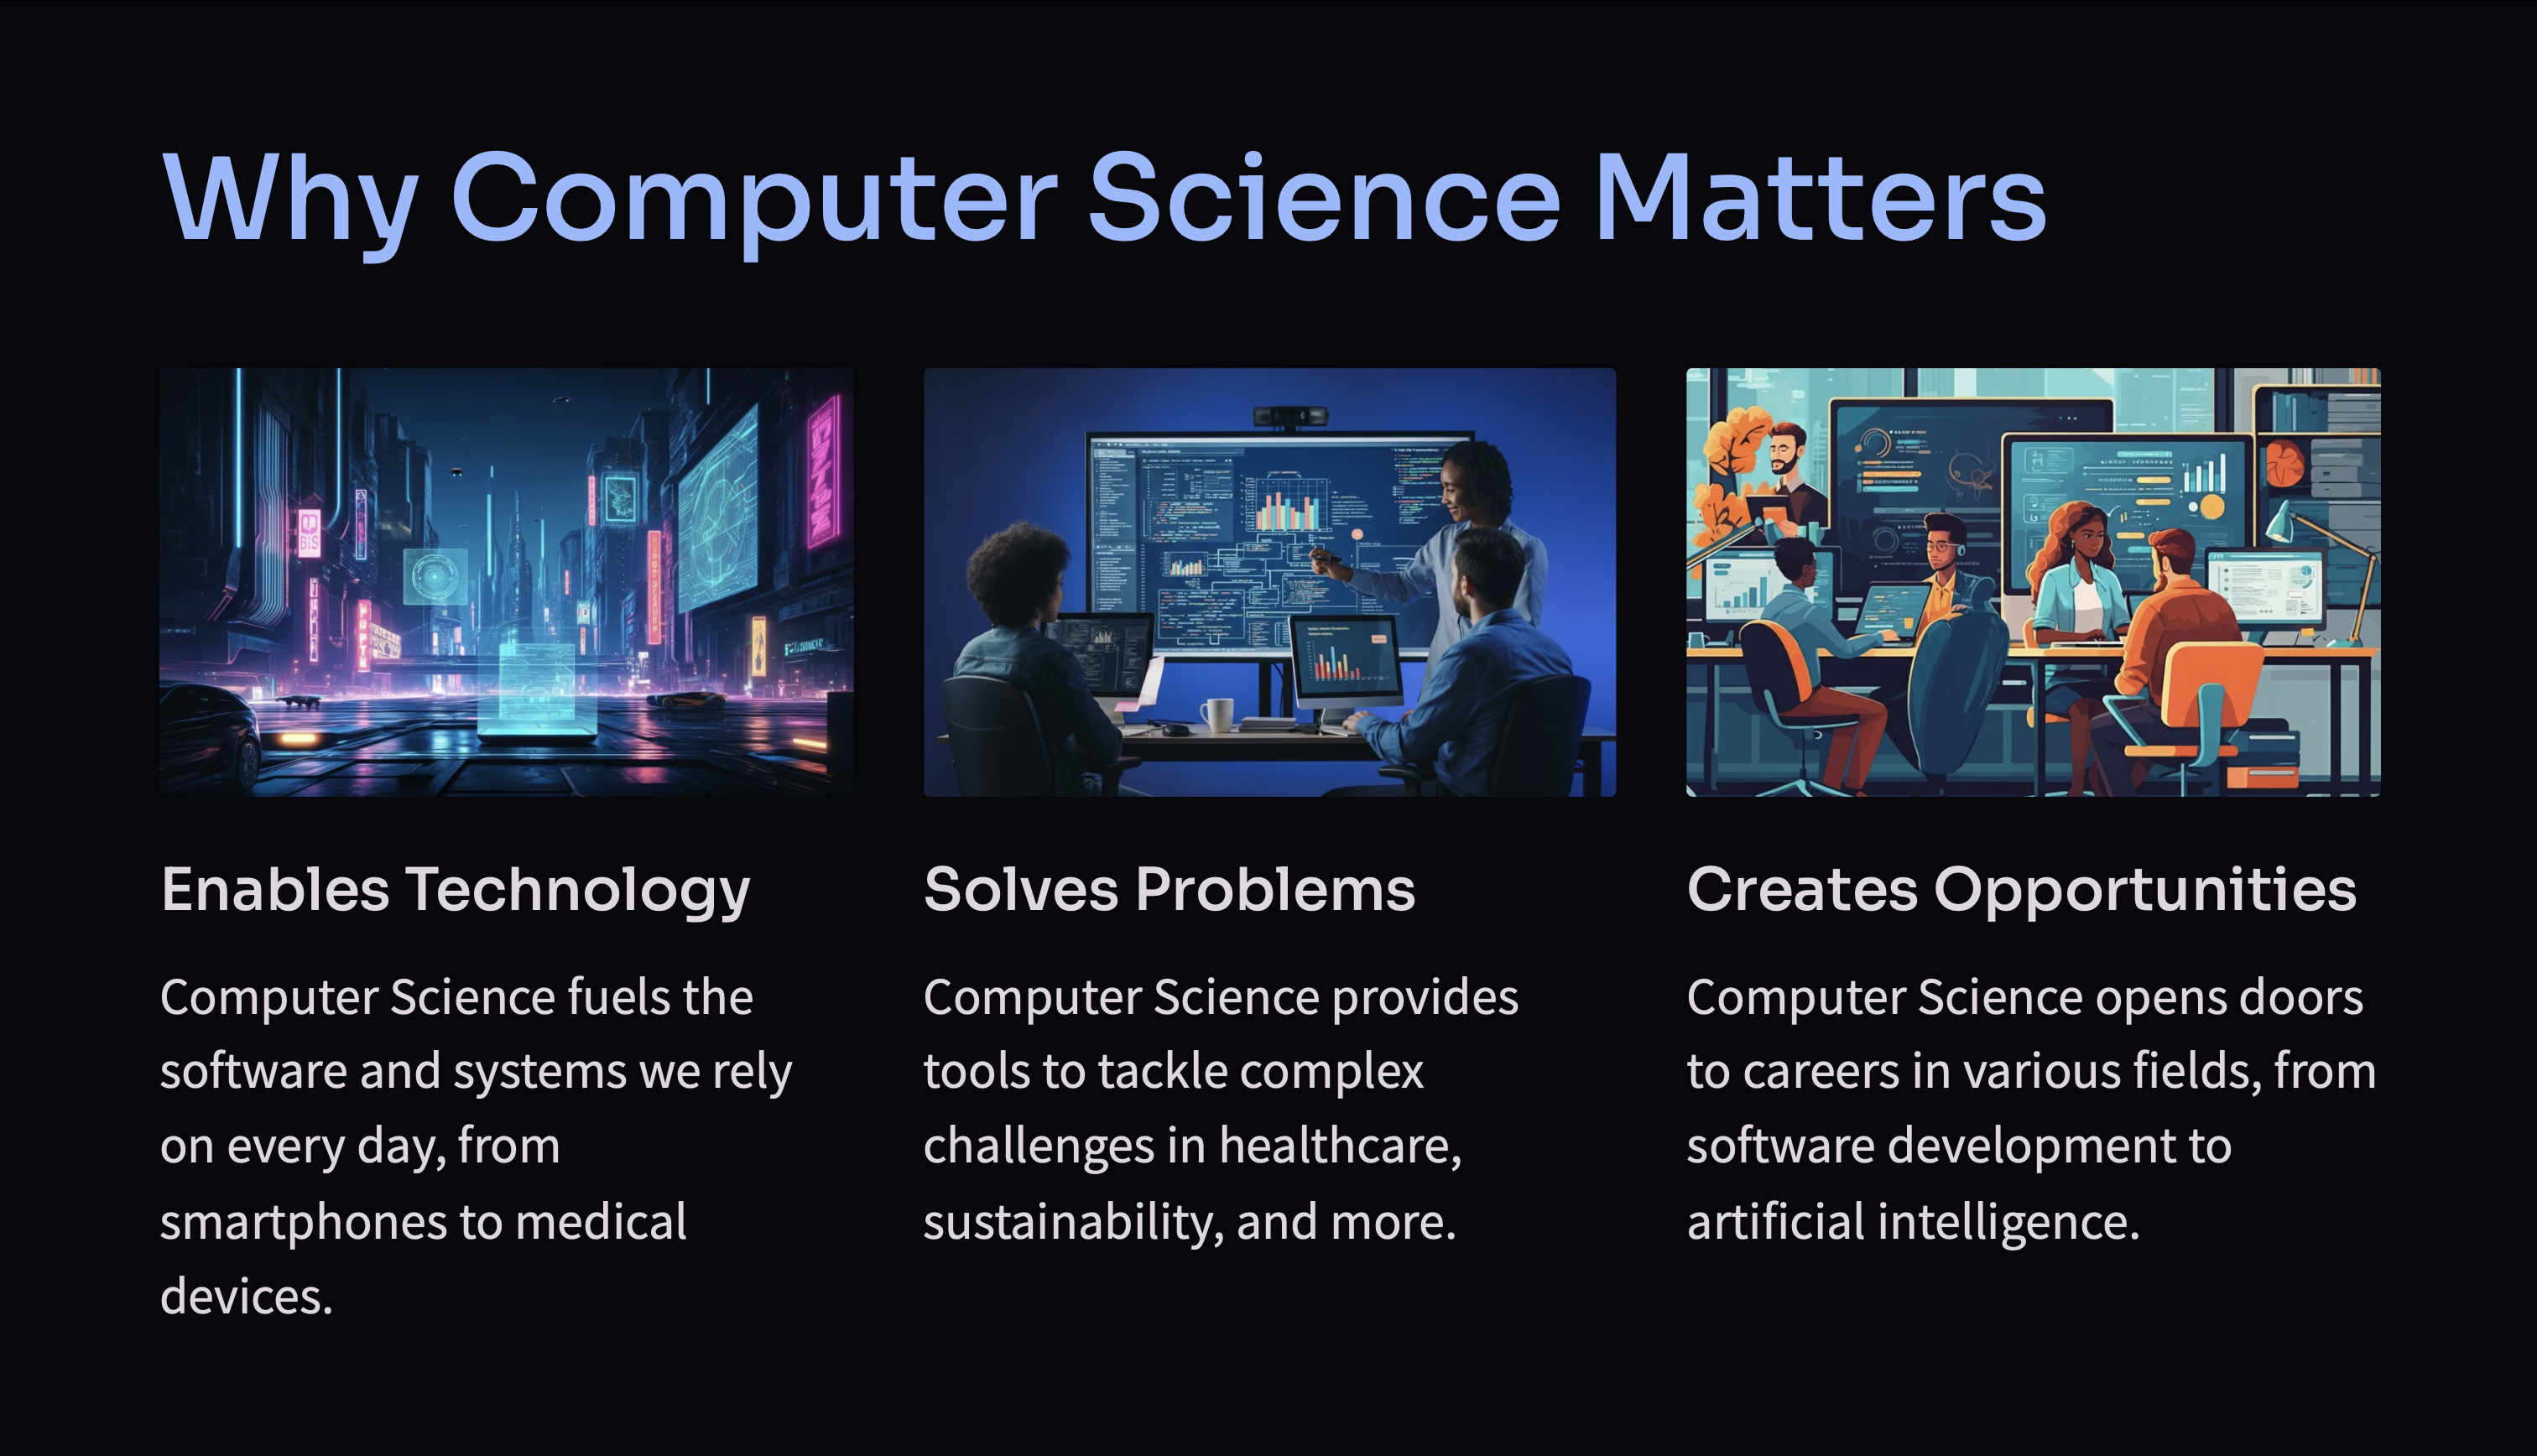 Why Computer Science Matters
BIS
Enables Technology
Computer Science fuels the
software and systems we rely
on every day, from
smartphones to medical
devices.
Solves Problems
Computer Science provides
tools to tackle complex
challenges in healthcare,
sustainability, and more.
Creates Opportunities
Computer Science opens doors
to careers in various fields, from
software development to
artificial intelligence.